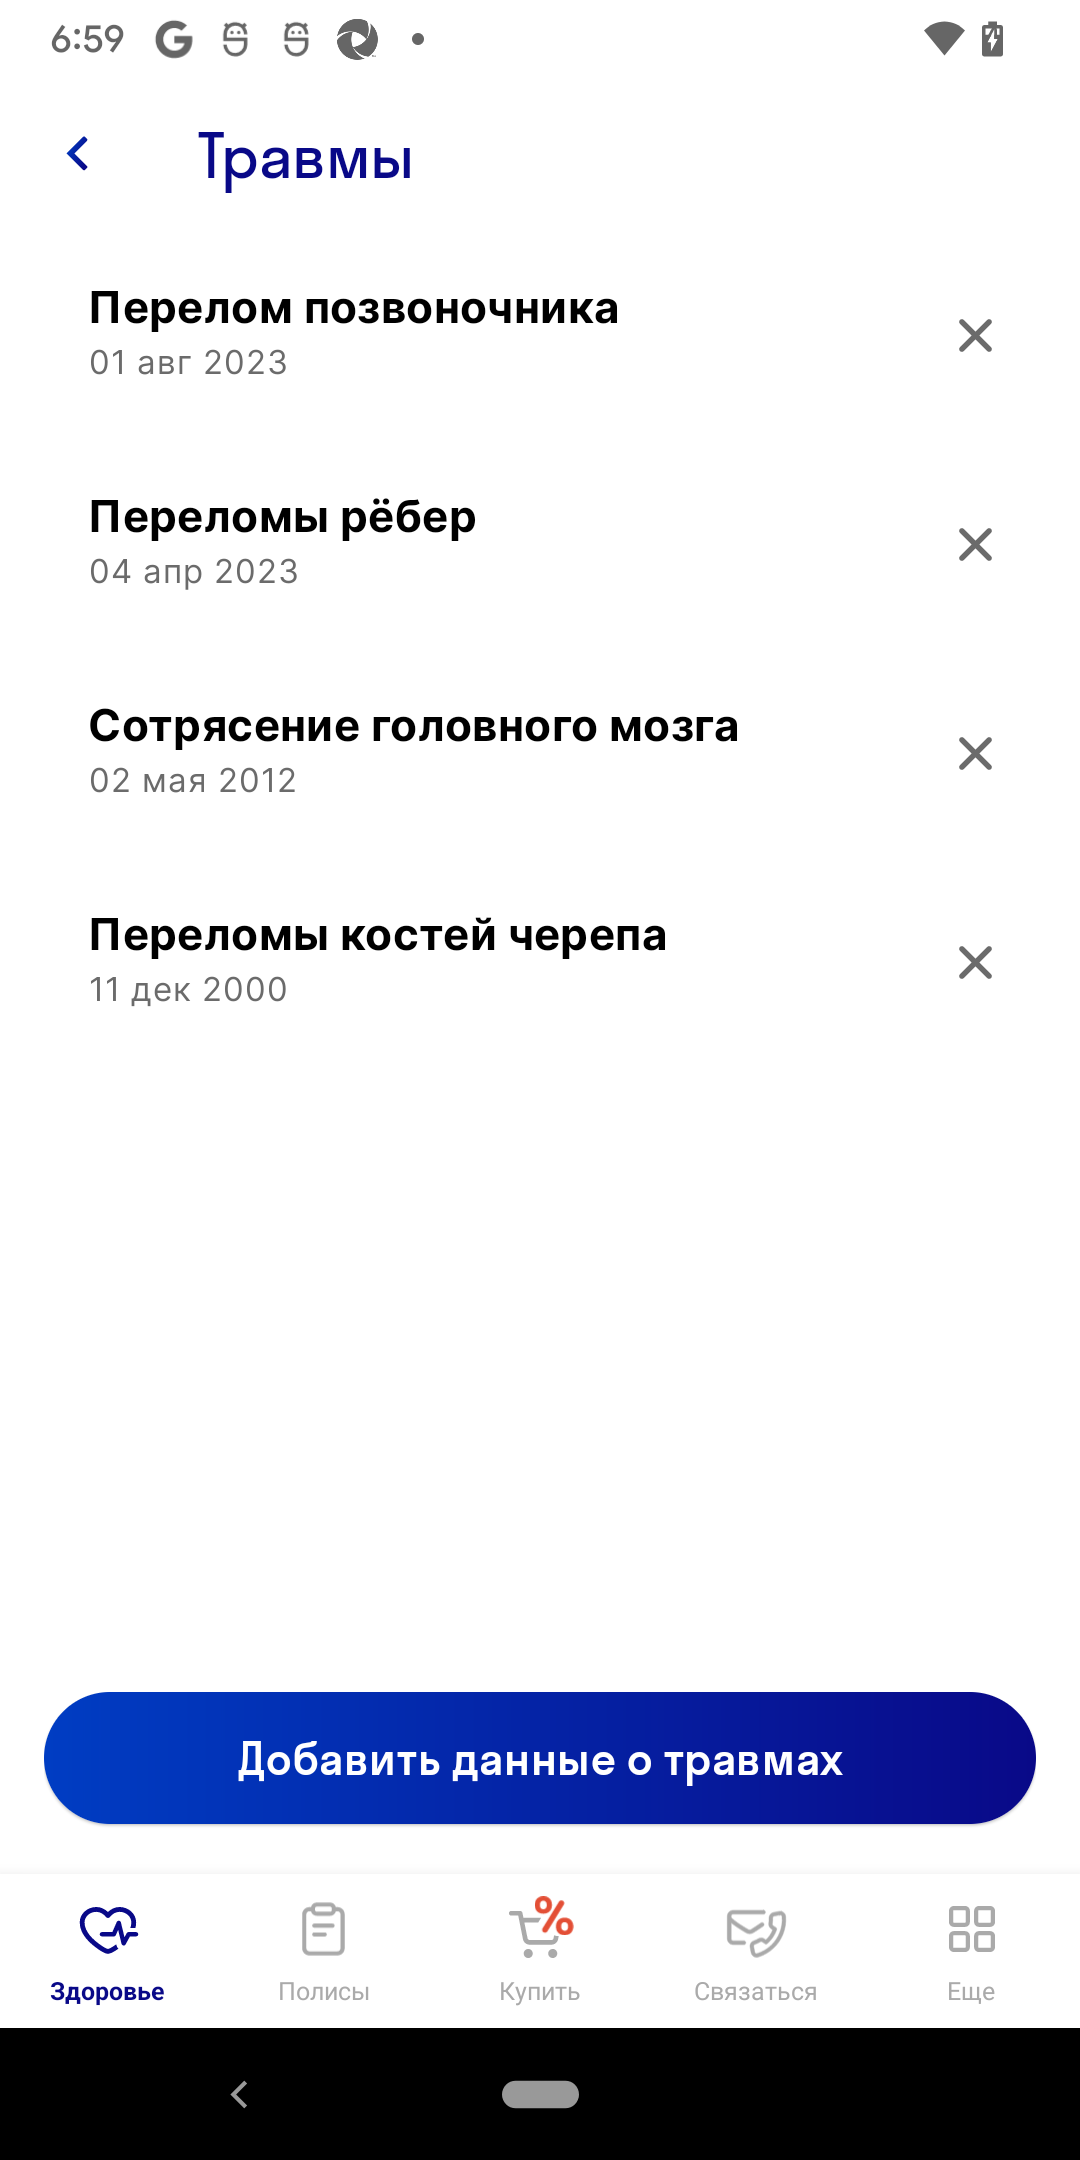 6:59
Травмы
Перелом позвоночника
01 авг 2023
Переломы рёбер
04 апр 2023
Сотрясение головного мозга
02 мая 2012
Переломы костей черепа
11 дек 2000
Добавить данные о травмах
Здоровье
Полисы
%
Купить
Связаться
Еще